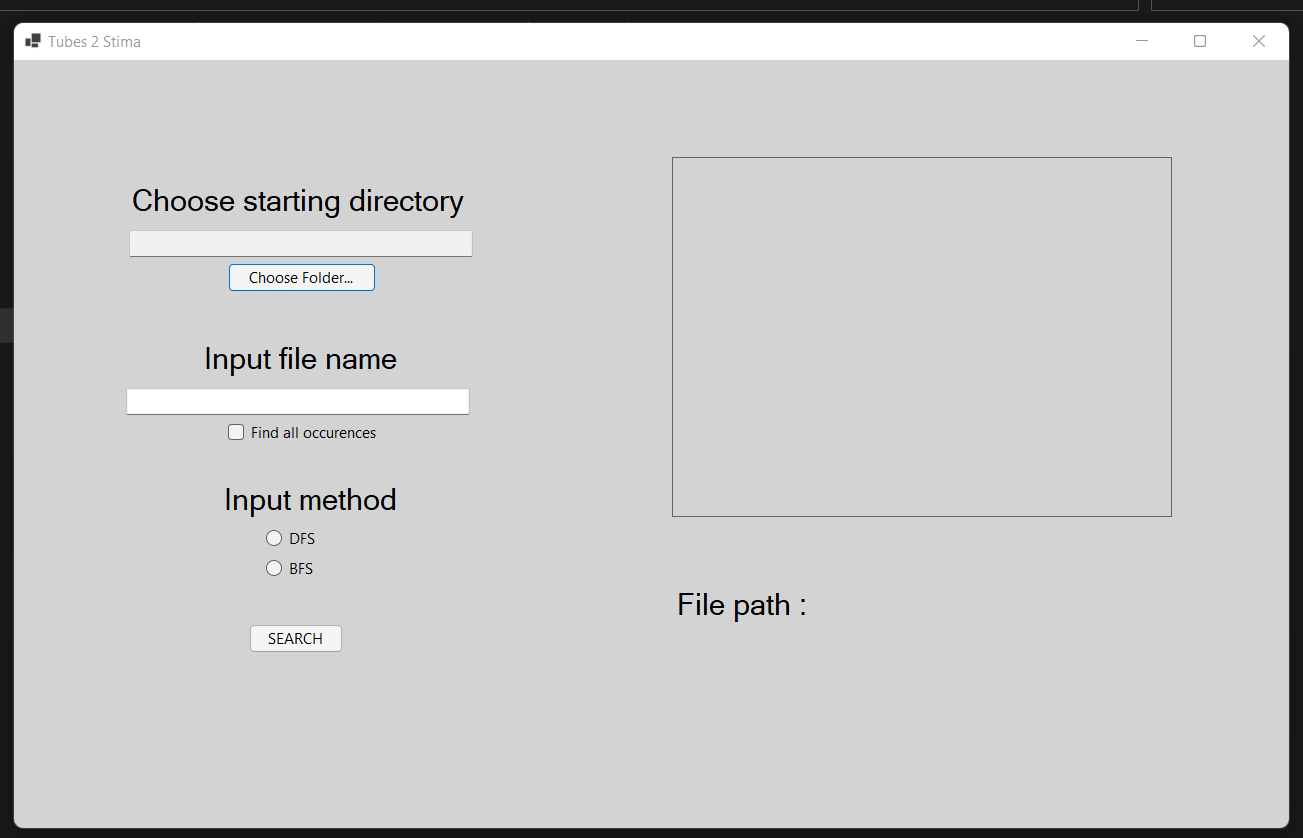 Tubes 2 Stima
Choose starting directory
Choose Folder...
Input file name
Find all occurences
Input method
DFS
BFS
SEARCH
File path :